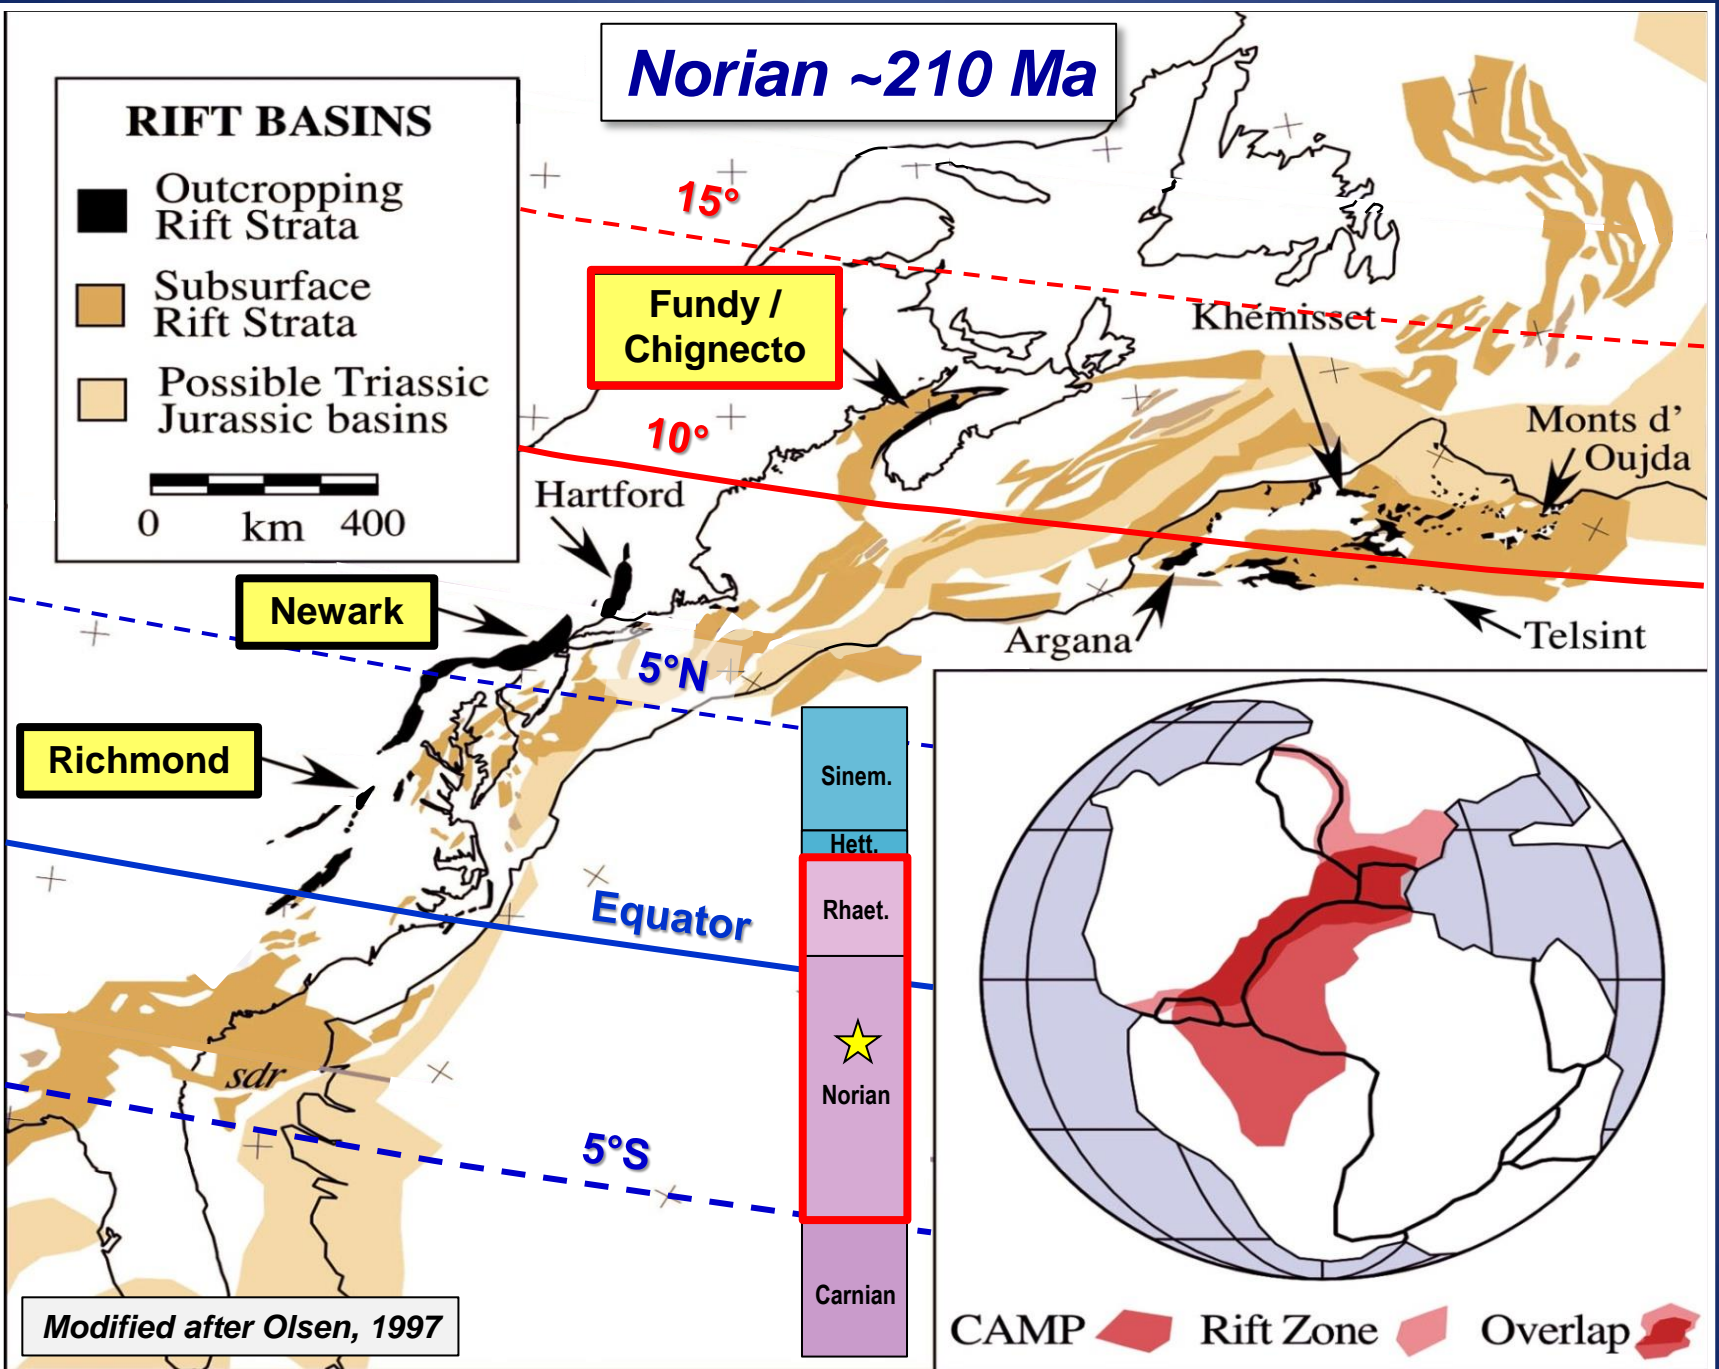 Norian ~210 Ma
RIFT BASINS
Outcropping
Rift Strata
Subsurface
Rift Strata
Possible Triassic
Jurassic basins
0 km 400
15°
Fundy /
Chignecto
Khémisset
10°
Monts d’
Oujda
Hartford
Newark
Argana
Telsint
5°N
Richmond
Sinem.
Hett.
Rhaet.
Equator
Norian
sdr
5°S
Carnian
Modified after Olsen, 1997
CAMP Rift Zone Overlap